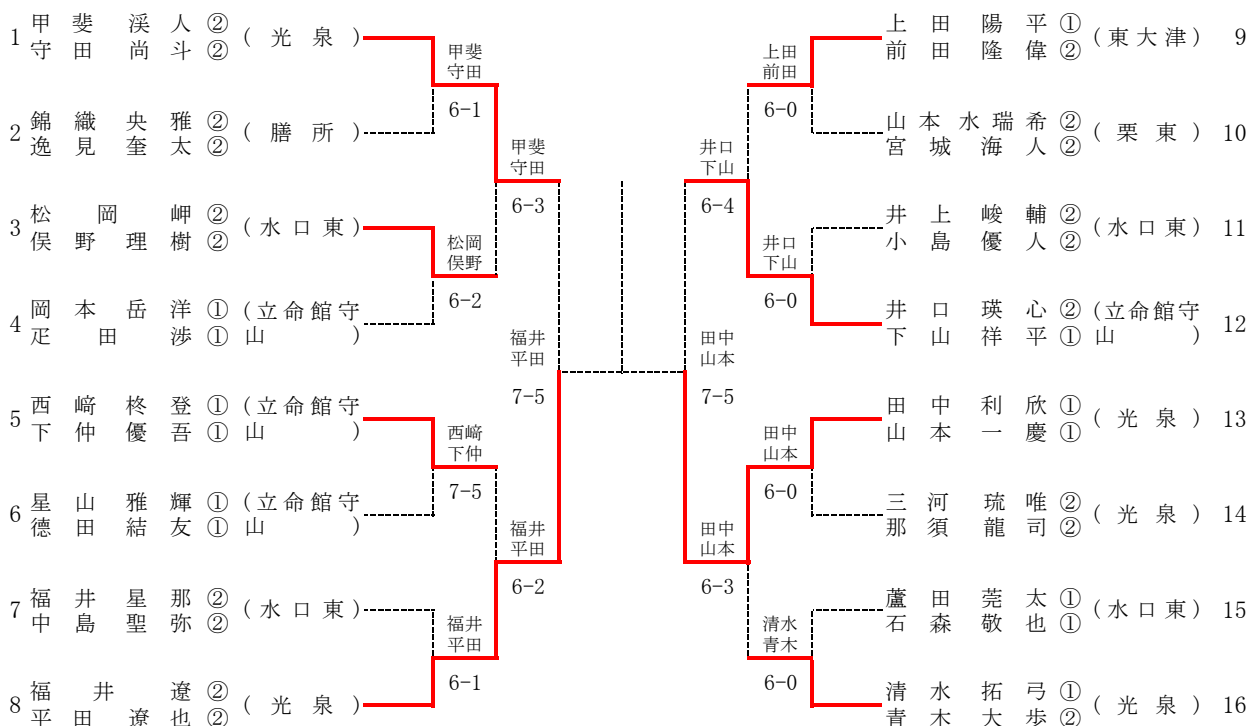 1 甲斐渓人② (光泉)
守田尚斗②
2 錦織央雅② (膳所)
逸見奎太②
3 松岡岬② (水口東)
俣野理樹②
4 岡本岳洋① (立命館守山)
疋田渉①
5 西﨑柊登① (立命館守山)
下仲優吾①
6 星山雅輝① (立命館守山)
德田結友①
7 福井星那② (水口東)
中島聖弥②
8 福井遼② (光泉)
平田遼也②
甲斐
守田
6-1
松岡
俣野
6-2
西﨑
下仲
7-5
福井
平田
6-1
甲斐
守田
6-3
福井
平田
6-2
福井
平田
7-5
田中
山本
7-5
井口
下山
6-4
田中
山本
6-3
上田
前田
6-0
井口
下山
6-0
田中
山本
6-0
清水
青木
6-0
上田陽平① (東大津) 9
前田隆偉②
山本水瑞希② (栗東) 10
宮城海人②
井上峻輔② (水口東) 11
小島優人②
井口瑛心② (立命館守山) 12
下山祥平①
田中利欣① (光泉) 13
山本一慶①
三河琉唯② (光泉) 14
那須龍司②
蘆田莞太① (水口東) 15
石森敬也①
清水拓弓① (光泉) 16
青木大歩②